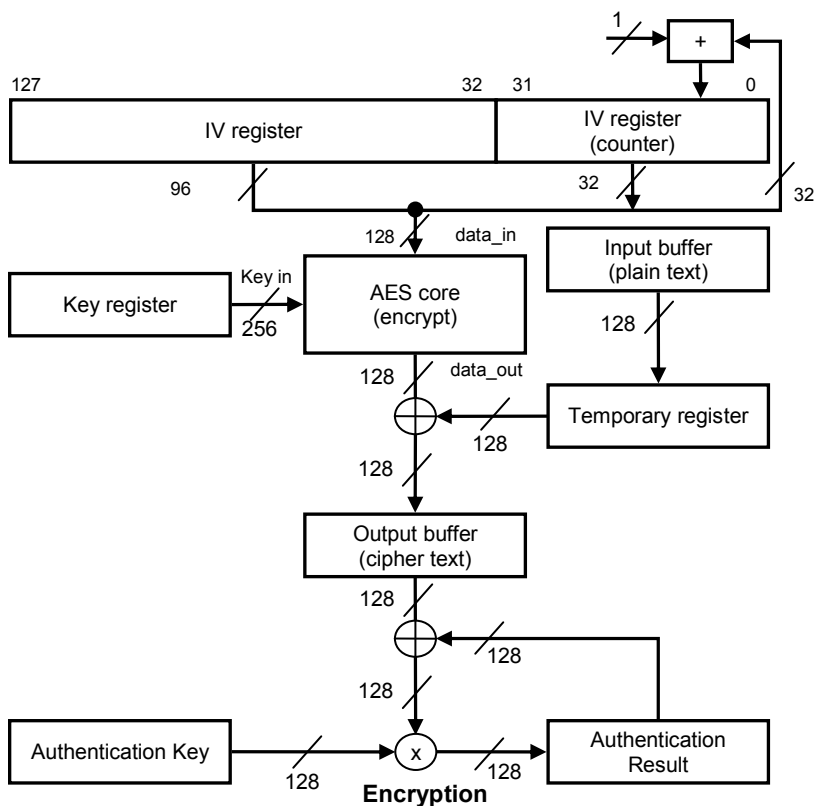 1
+
127
32
31
0
IV register
IV register
(counter)
96
32
32
128
data_in
Input buffer
(plain text)
Key in
Key register
AES core
(encrypt)
256
128
128
data_out
Temporary register
128
128
Output buffer
(cipher text)
128
128
128
Authentication Key
x
Authentication
Result
128
128
Encryption